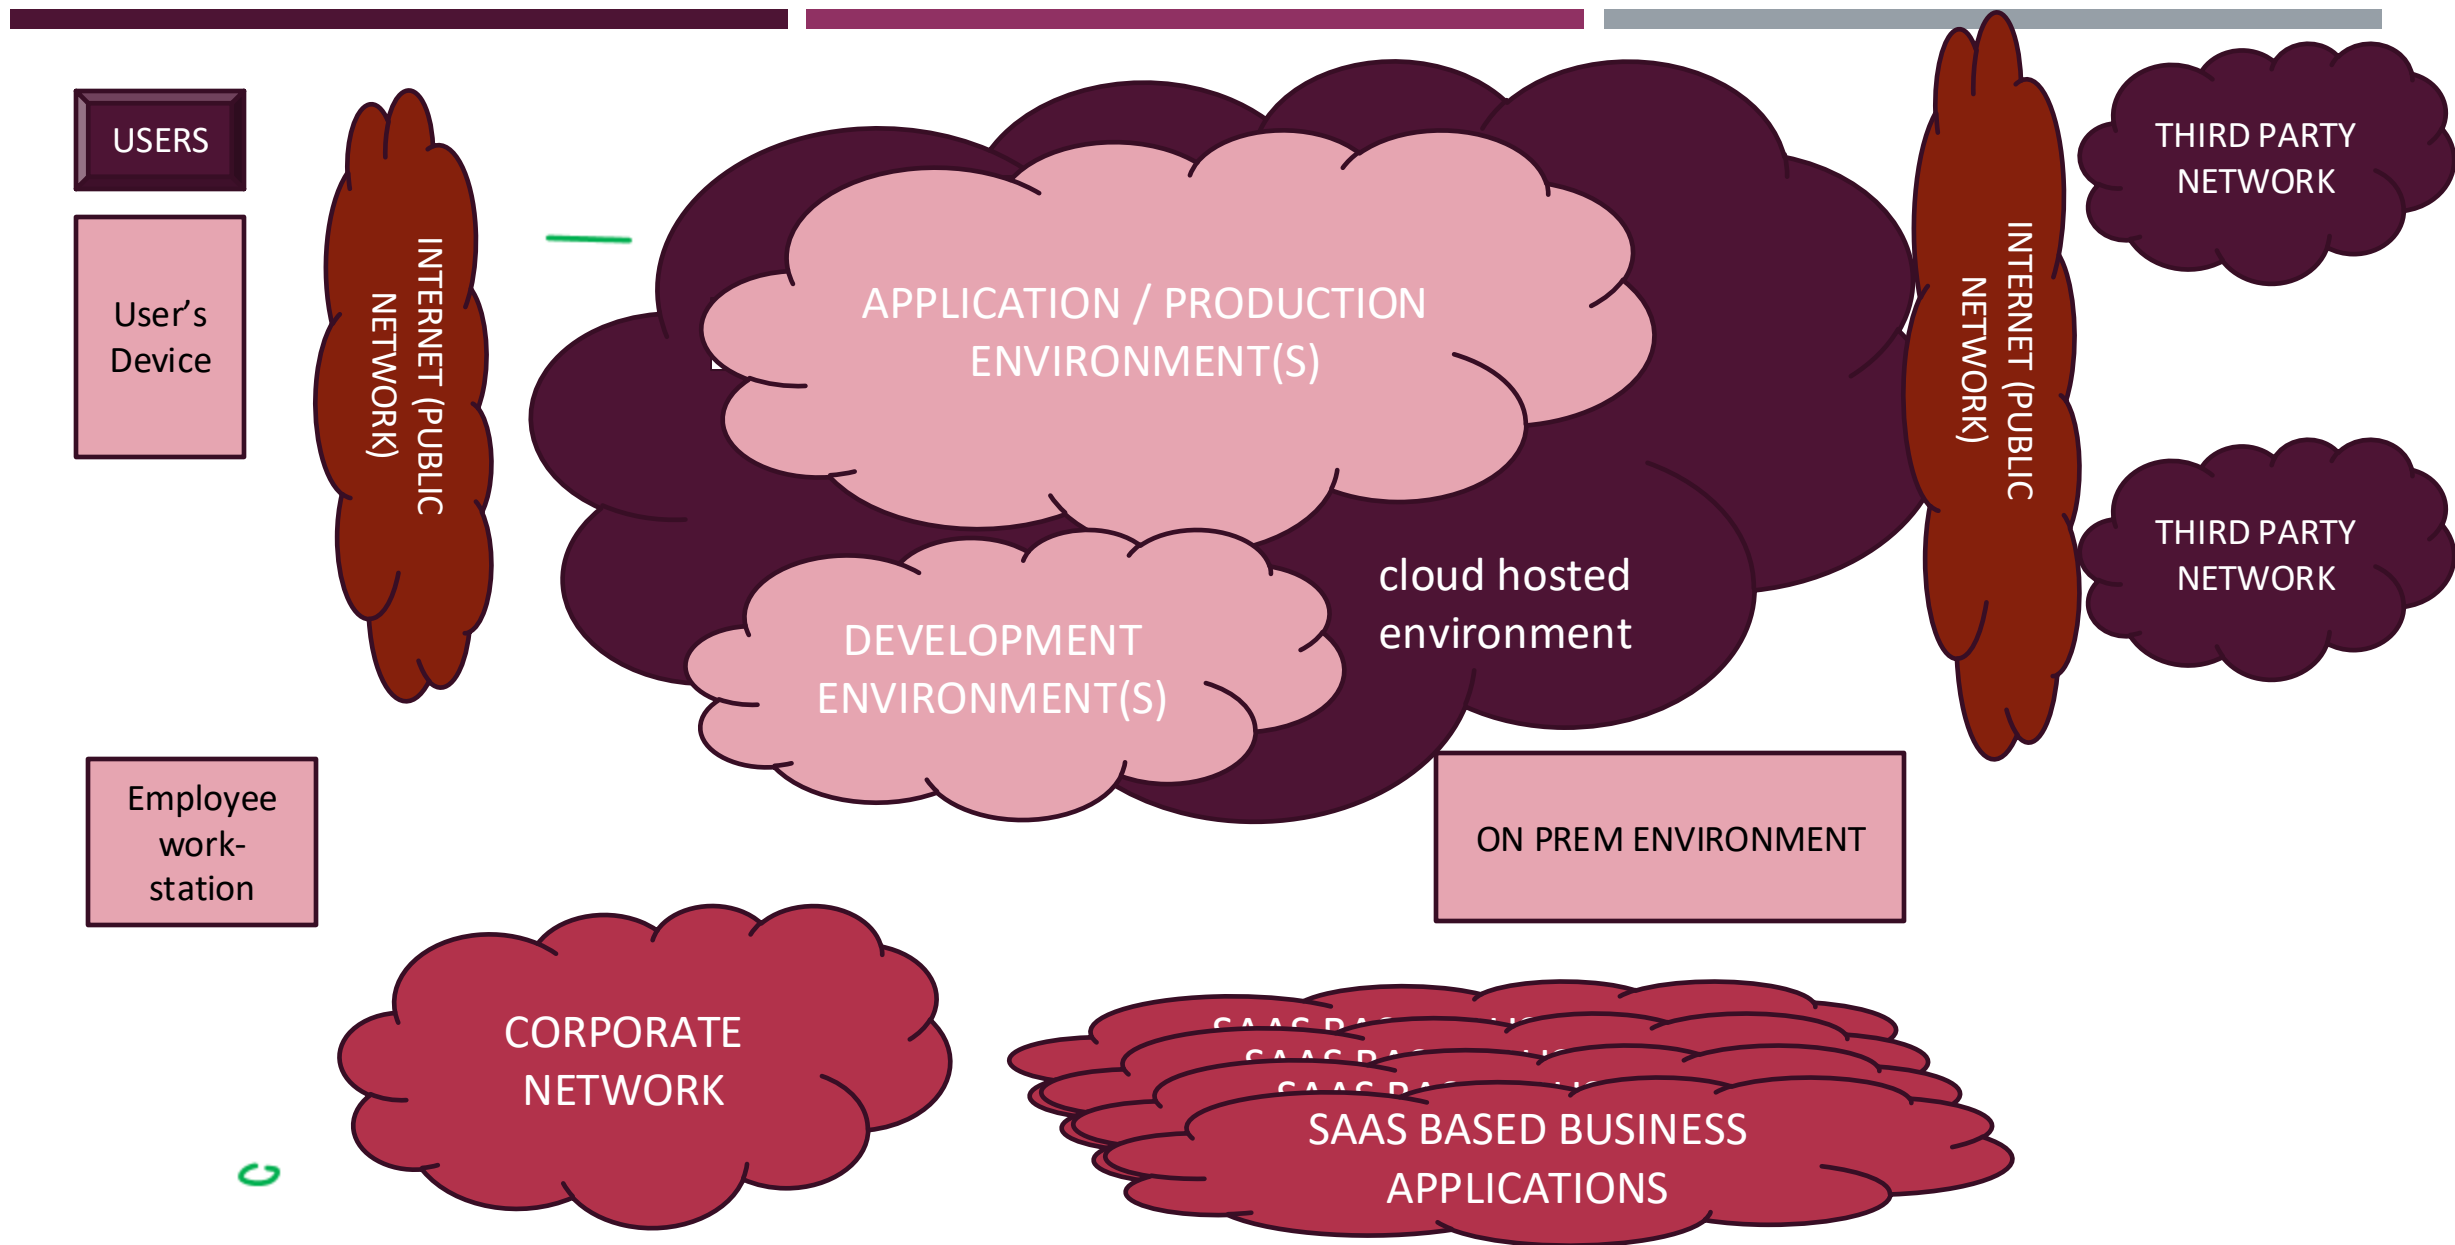 USERS
User’s
Device
INTERNET (PUBLIC
NETWORK)
APPLICATION / PRODUCTION
ENVIRONMENT(S)
DEVELOPMENT
ENVIRONMENT(S)
cloud hosted
environment
INTERNET (PUBLIC
NETWORK)
THIRD PARTY
NETWORK
THIRD PARTY
NETWORK
Employee
work-
station
ON PREM ENVIRONMENT
CORPORATE
NETWORK
SAAS BASED BUSINESS
APPLICATIONS